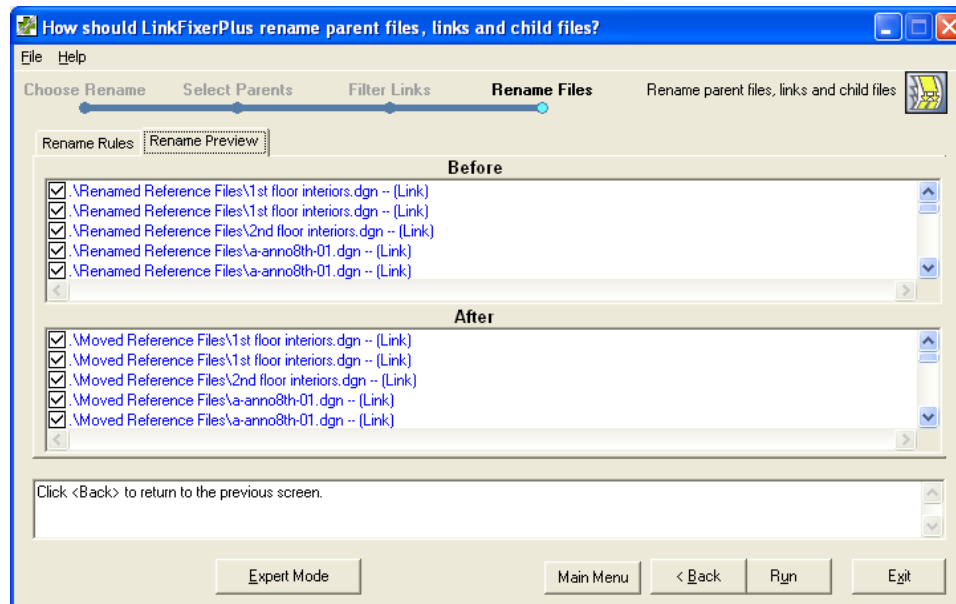 How should LinkFixerPlus rename parent files, links and child files?
File Help
Choose Rename Select Parents Filter Links Rename Files Rename parent files, links and child files
Rename Rules Rename Preview
Before
.\Renamed Reference Files\1st floor interiors.dgn -- (Link)
.\Renamed Reference Files\1st floor interiors.dgn -- (Link)
.\Renamed Reference Files\2nd floor interiors.dgn -- (Link)
.\Renamed Reference Files\a-anno8th-01.dgn -- (Link)
.\Renamed Reference Files\a-anno8th-01.dgn -- (Link)
After
.\Moved Reference Files\1st floor interiors.dgn -- (Link)
.\Moved Reference Files\1st floor interiors.dgn -- (Link)
.\Moved Reference Files\2nd floor interiors.dgn -- (Link)
.\Moved Reference Files\a-anno8th-01.dgn -- (Link)
.\Moved Reference Files\a-anno8th-01.dgn -- (Link)
Click <Back> to return to the previous screen.
Expert Mode Main Menu < Back Run Exit